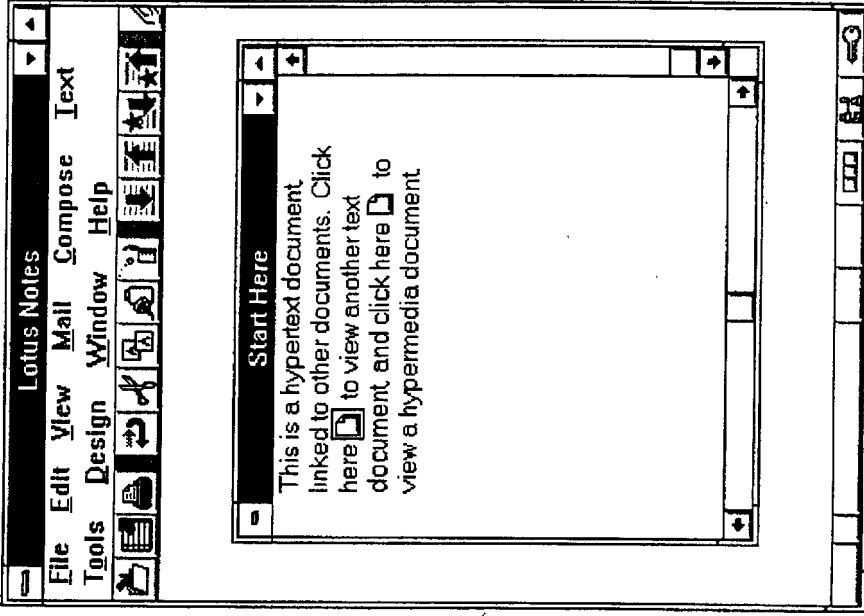 Lotus Notes
File Edit View Mail Compose Text
Tools Design Window Help
Start Here
This is a hypertext document
linked to other documents. Click
here to view another text
document and click here to
view a hypermedia document